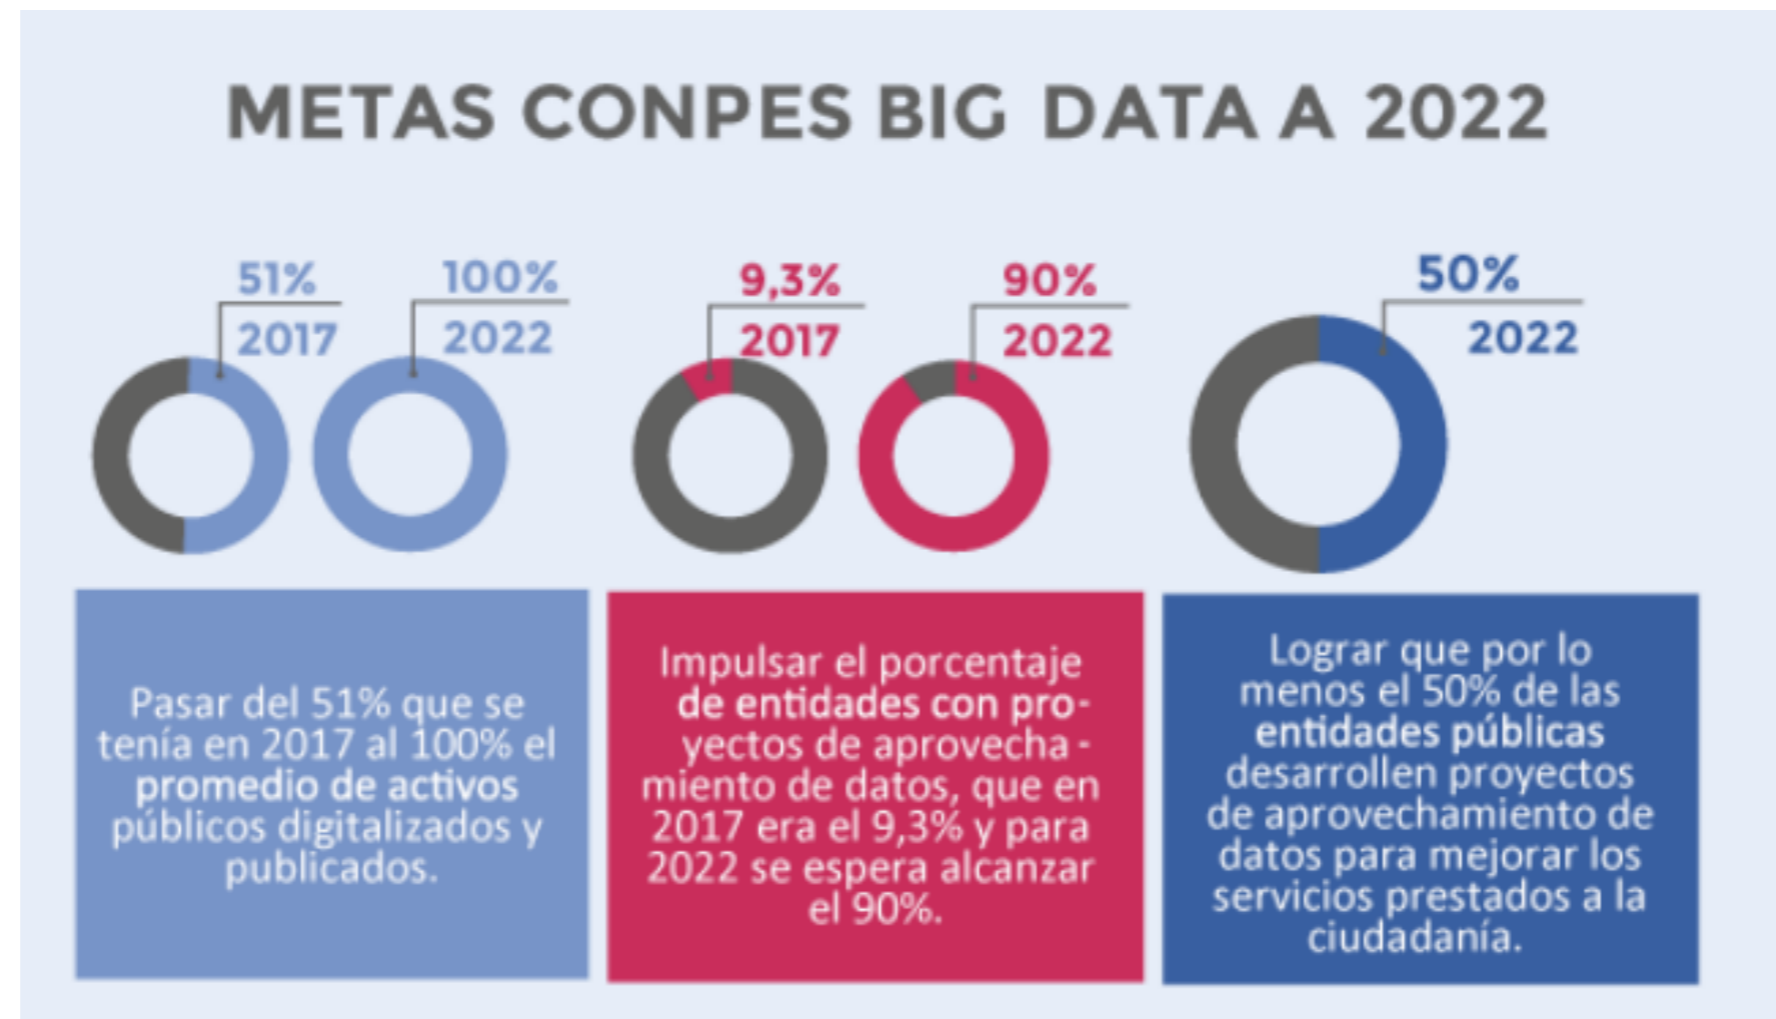 METAS CONPES BIG DATA A 2022
51%
2017
100%
2022
9,3%
2017
90%
2022
50%
2022
Pasar del 51% que se
tenía en 2017 al 100% el
promedio de activos
públicos digitalizados y
publicados.
Impulsar el porcentaje
de entidades con pro-
yectos de aprovecha -
miento de datos, que en
2017 era el 9,3% y para
2022 se espera alcanzar
el 90%.
Lograr que por lo
menos el 50% de las
entidades públicas
desarrollen proyectos
de aprovechamiento de
datos para mejorar los
servicios prestados a la
ciudadanía.